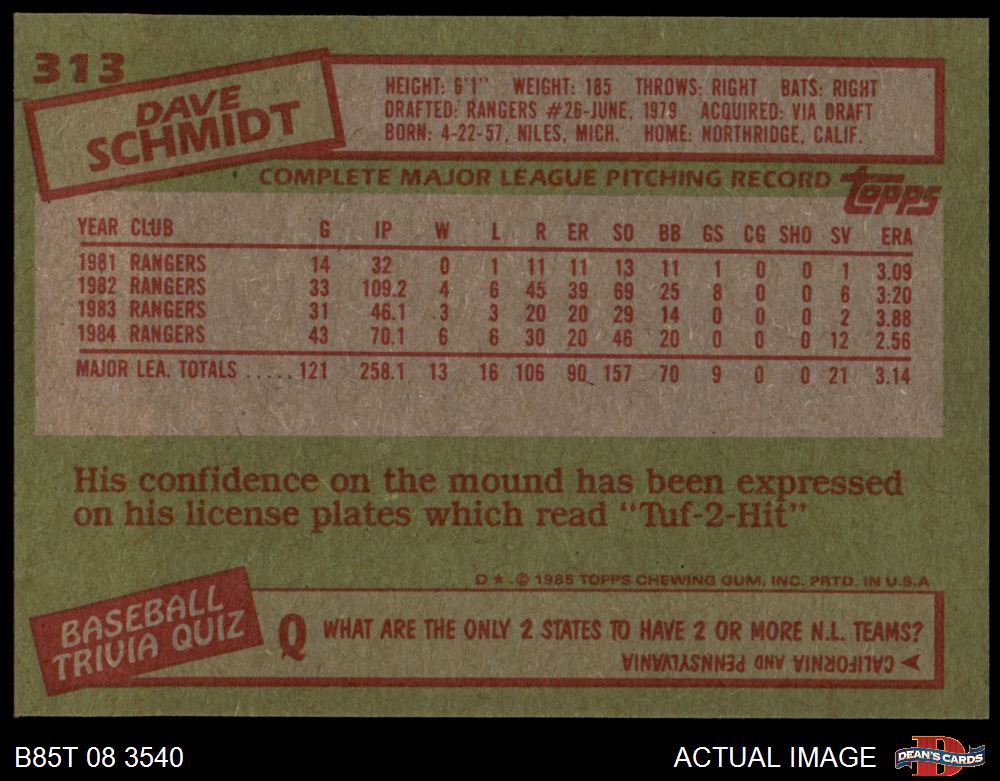 313
DAVE
SCHMIDT
HEIGHT: 6'1" WEIGHT: 185 THROWS: RIGHT BATS: RIGHT
DRAFTED: RANGERS #26-JUNE, 1979 ACQUIRED: VIA DRAFT
BORN: 4-22-57, NILES, MICH. HOME: NORTHRIDGE, CALIF.
COMPLETE MAJOR LEAGUE PITCHING RECORD
TOPPS
YEAR CLUB G IP W L R ER SO BB GS CG SHO SV ERA
1981 RANGERS 14 32 0 1 11 11 13 11 1 0 0 1 3.09
1982 RANGERS 33 109.2 4 6 45 39 69 25 8 0 0 6 3.20
1983 RANGERS 31 46.1 3 3 20 20 29 14 0 0 0 2 3.88
1984 RANGERS 43 70.1 6 6 30 20 46 20 0 0 0 12 2.56
MAJOR LEA. TOTALS ..... 121 258.1 13 16 106 90 157 70 9 0 0 21 3.14
His confidence on the mound has been expressed
on his license plates which read "Tuf-2-Hit"
D★ © 1985 TOPPS CHEWING GUM, INC. PRTD. IN U.S.A
BASEBALL
TRIVIA QUIZ
Q WHAT ARE THE ONLY 2 STATES TO HAVE 2 OR MORE N.L. TEAMS?
CALIFORNIA AND PENNSYLVANIA
B85T 08 3540
ACTUAL IMAGE
D
DEAN'S CARDS